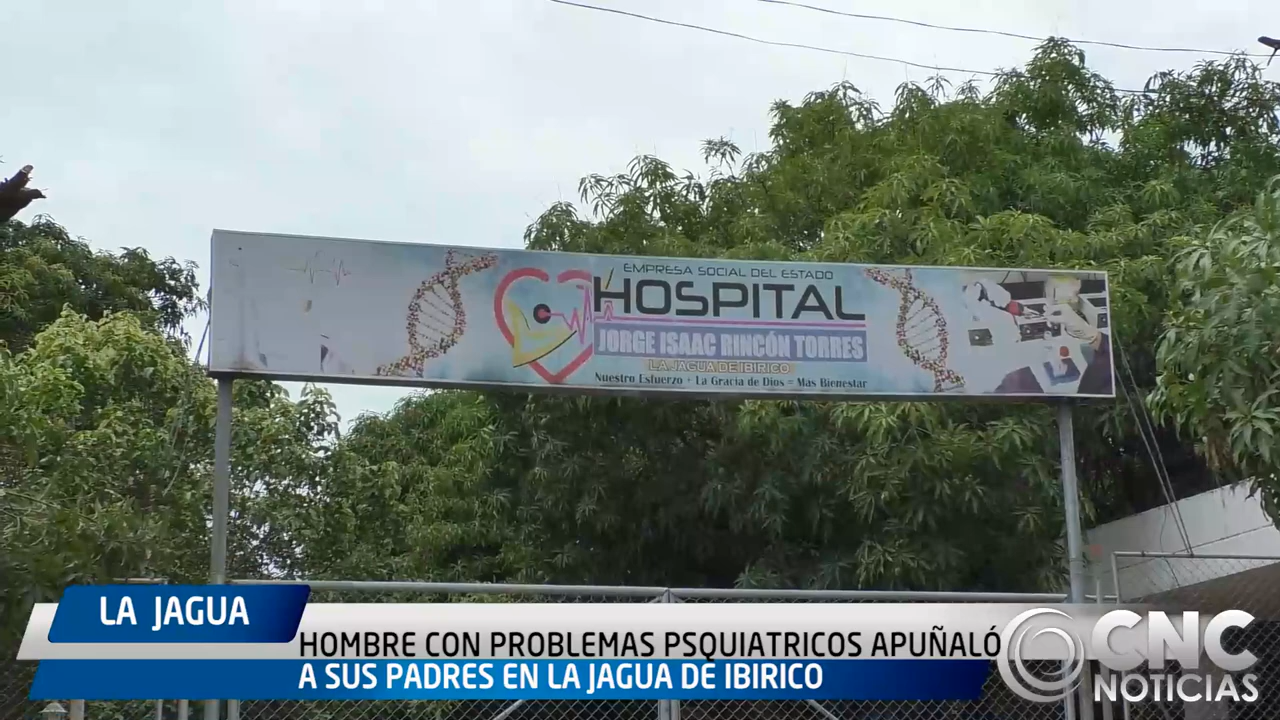 EMPRESA SOCIAL DEL ESTADO
HOSPITAL
JORGE ISAAC RINCÓN TORRES
LA JAGUA DE IBIRICO
Nuestro Esfuerzo + La Gracia de Dios = Mas Bienestar
LA JAGUA
HOMBRE CON PROBLEMAS PSQUIATRICOS APUÑALÓ
A SUS PADRES EN LA JAGUA DE IBIRICO
CNC
NOTICIAS